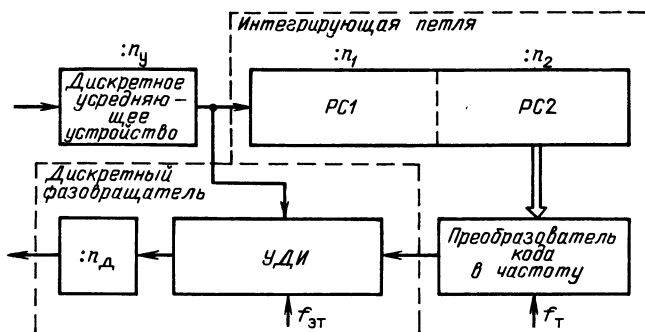 Интегрирующая петля
:nу
:n1
:n2
Дискретное
усредняю-
щее
устройство
РС1
РС2
Дискретный
фазовращатель
:nд
УДИ
Преобразователь
кода
в частоту
fэт
fт